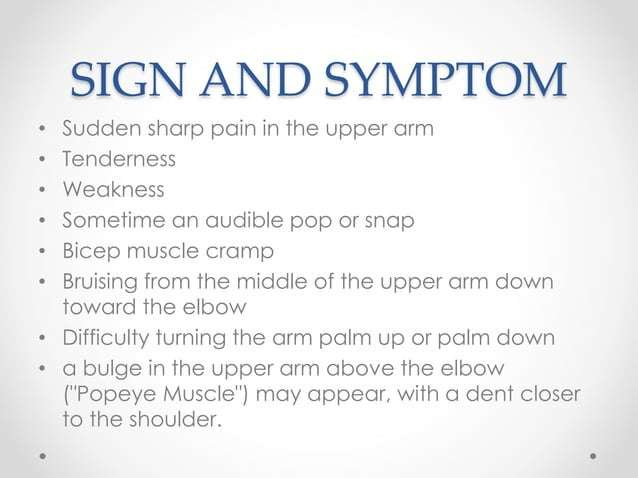 SIGN AND SYMPTOM
• Sudden sharp pain in the upper arm
• Tenderness
• Weakness
• Sometime an audible pop or snap
• Bicep muscle cramp
• Bruising from the middle of the upper arm down
toward the elbow
• Difficulty turning the arm palm up or palm down
• a bulge in the upper arm above the elbow
("Popeye Muscle") may appear, with a dent closer
to the shoulder.